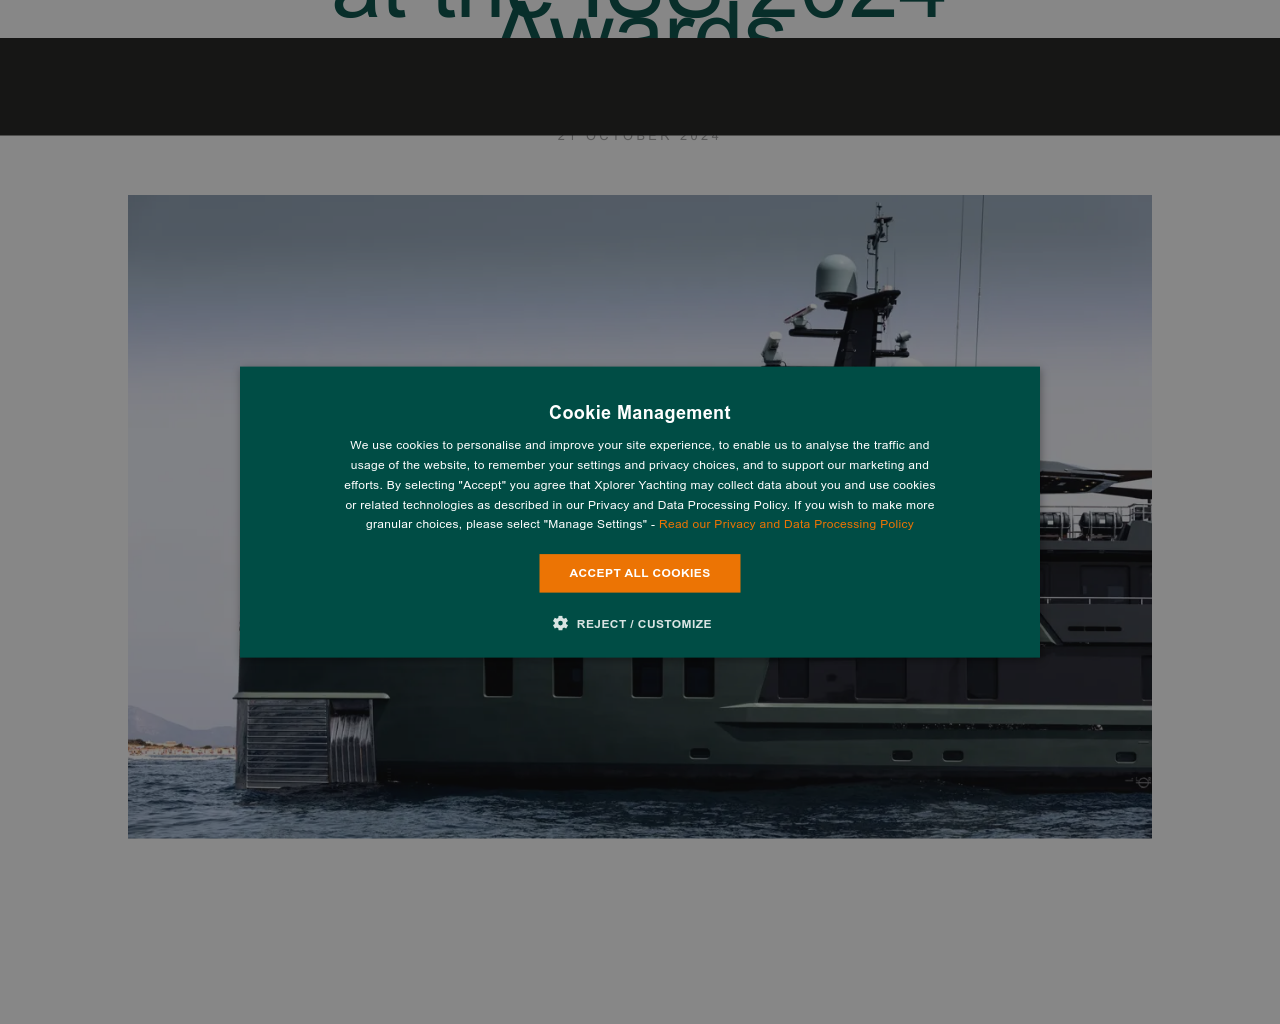 at the ISS 2024
Awards
21 OCTOBER 2024
Cookie Management
We use cookies to personalise and improve your site experience, to enable us to analyse the traffic and
usage of the website, to remember your settings and privacy choices, and to support our marketing and
efforts. By selecting "Accept" you agree that Xplorer Yachting may collect data about you and use cookies
or related technologies as described in our Privacy and Data Processing Policy. If you wish to make more
granular choices, please select "Manage Settings" - Read our Privacy and Data Processing Policy
ACCEPT ALL COOKIES
REJECT / CUSTOMIZE